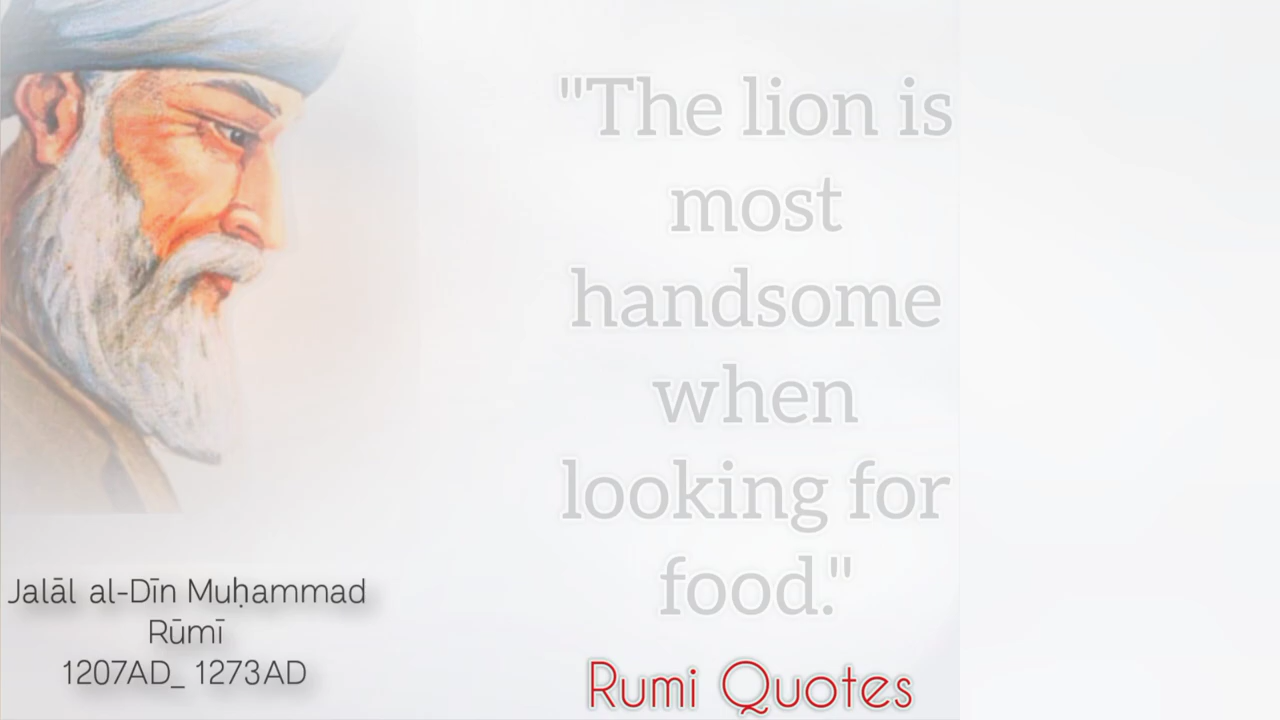 "The lion is
most
handsome
when
looking for
food."
Rumi Quotes
Jalāl al-Dīn Muḥammad
Rūmī
1207AD_ 1273AD